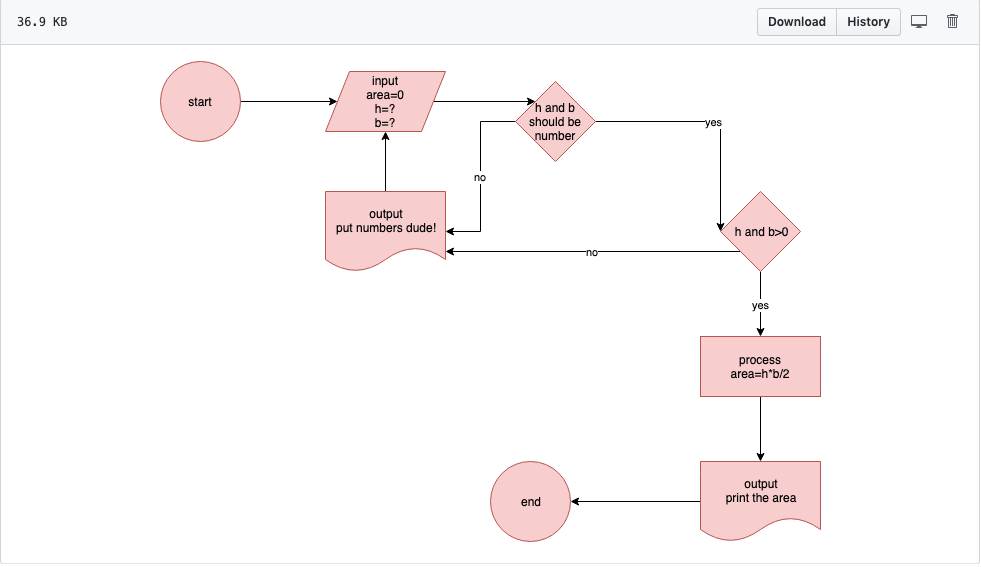 36.9 KB
Download
History
start
input
area=0
h=?
b=?
h and b
should be
number
yes
no
output
put numbers dude!
h and b>0
no
yes
process
area=h*b/2
output
print the area
end